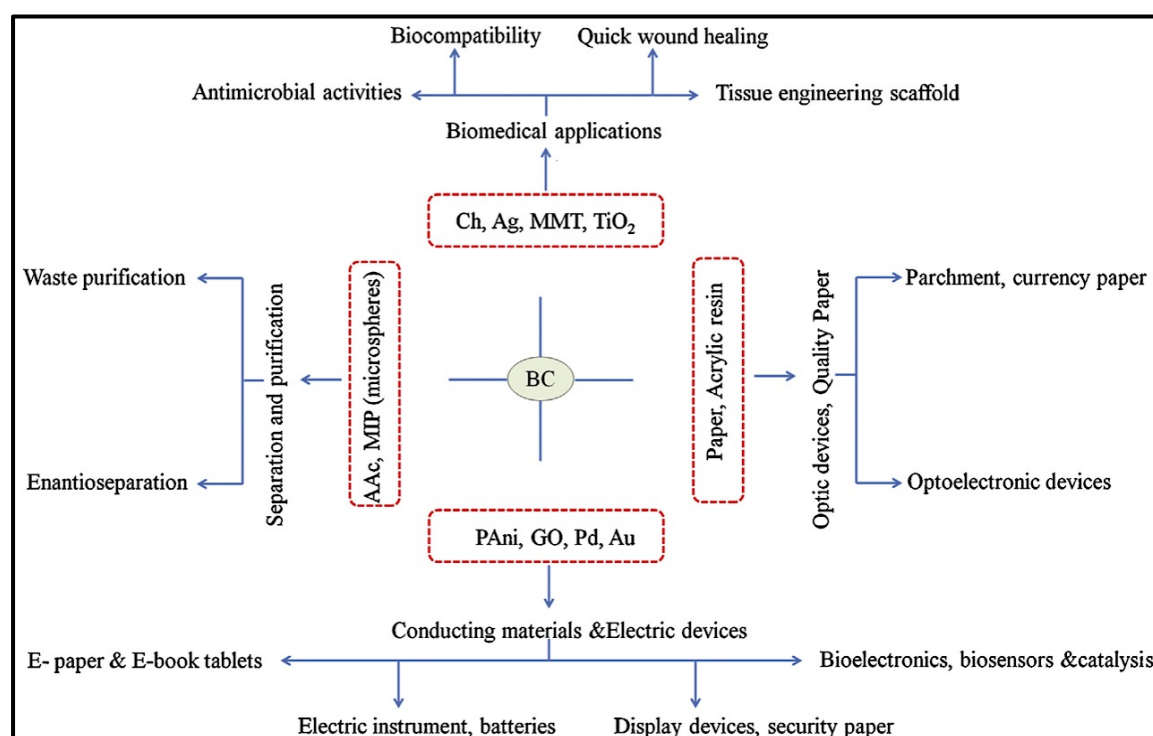 Biocompatibility
Quick wound healing
Antimicrobial activities
Tissue engineering scaffold
Biomedical applications
Ch, Ag, MMT, TiO₂
Waste purification
Separation and purification
AAc, MIP (microspheres)
BC
Paper, Acrylic resin
Optic devices, Quality Paper
Parchment, currency paper
Enantioseparation
Optoelectronic devices
PAni, GO, Pd, Au
Conducting materials &Electric devices
E- paper & E-book tablets
Bioelectronics, biosensors &catalysis
Electric instrument, batteries
Display devices, security paper